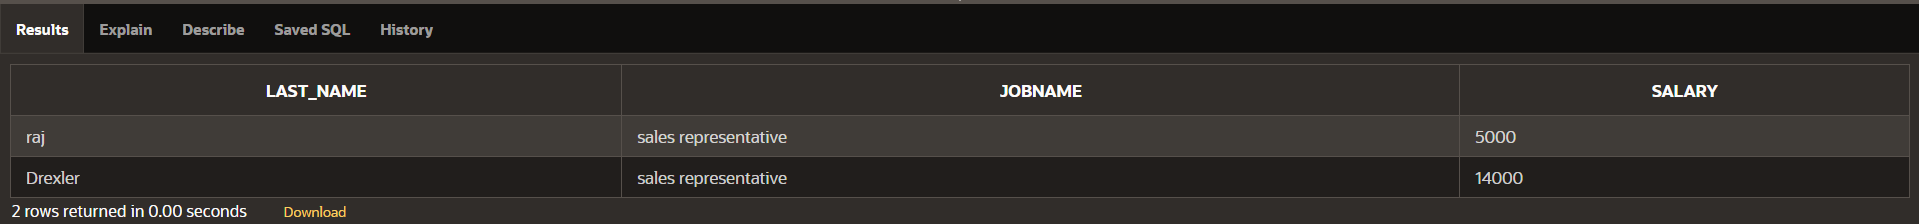 Results Explain Describe Saved SQL History
LAST_NAME JOBNAME SALARY
raj sales representative 5000
Drexler sales representative 14000
2 rows returned in 0.00 seconds Download